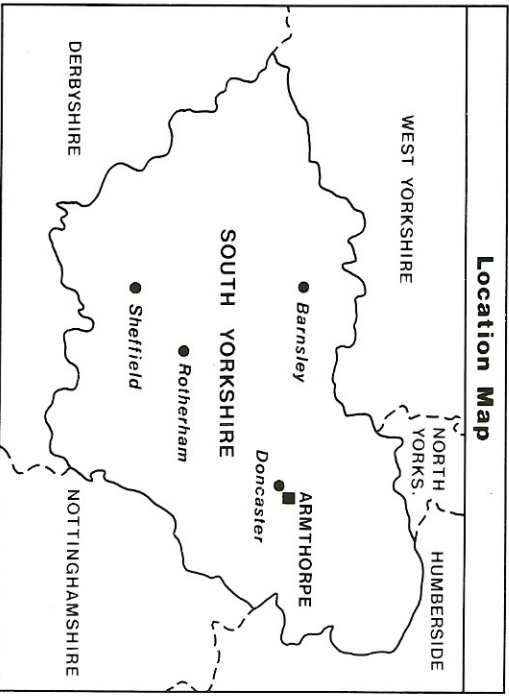 Location Map
WEST YORKSHIRE
NORTH
YORKS.
HUMBERSIDE
Barnsley
ARMTHORPE
Doncaster
SOUTH YORKSHIRE
Rotherham
Sheffield
DERBYSHIRE
NOTTINGHAMSHIRE